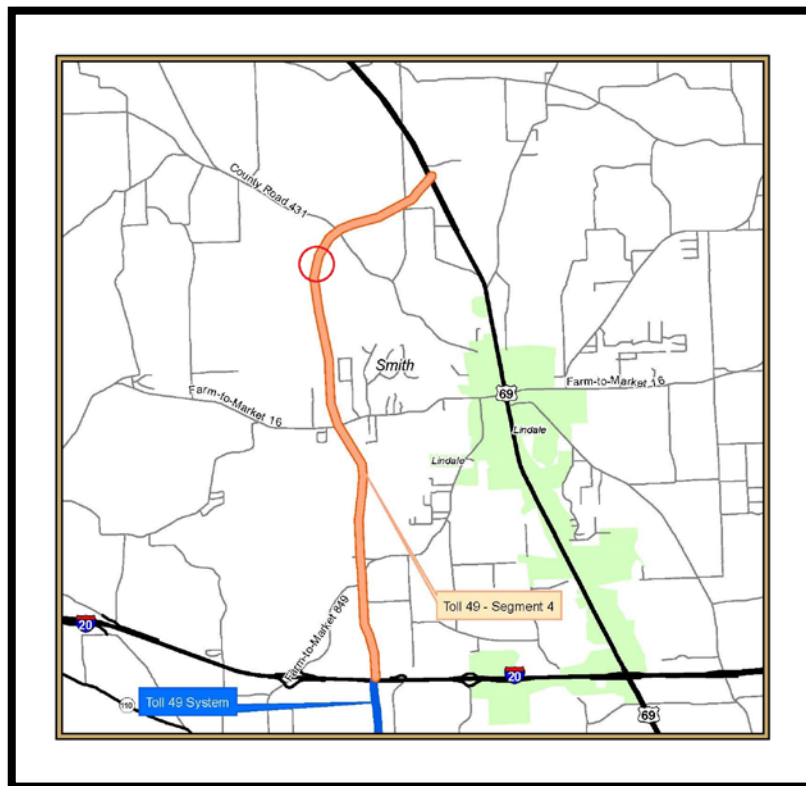 County Road 431
Smith
Farm-to-Market 16
69
Farm-to-Market 16
Lindale
Lindale
Toll 49 - Segment 4
Farm-to-Market 849
20
20
110
Toll 49 System
69